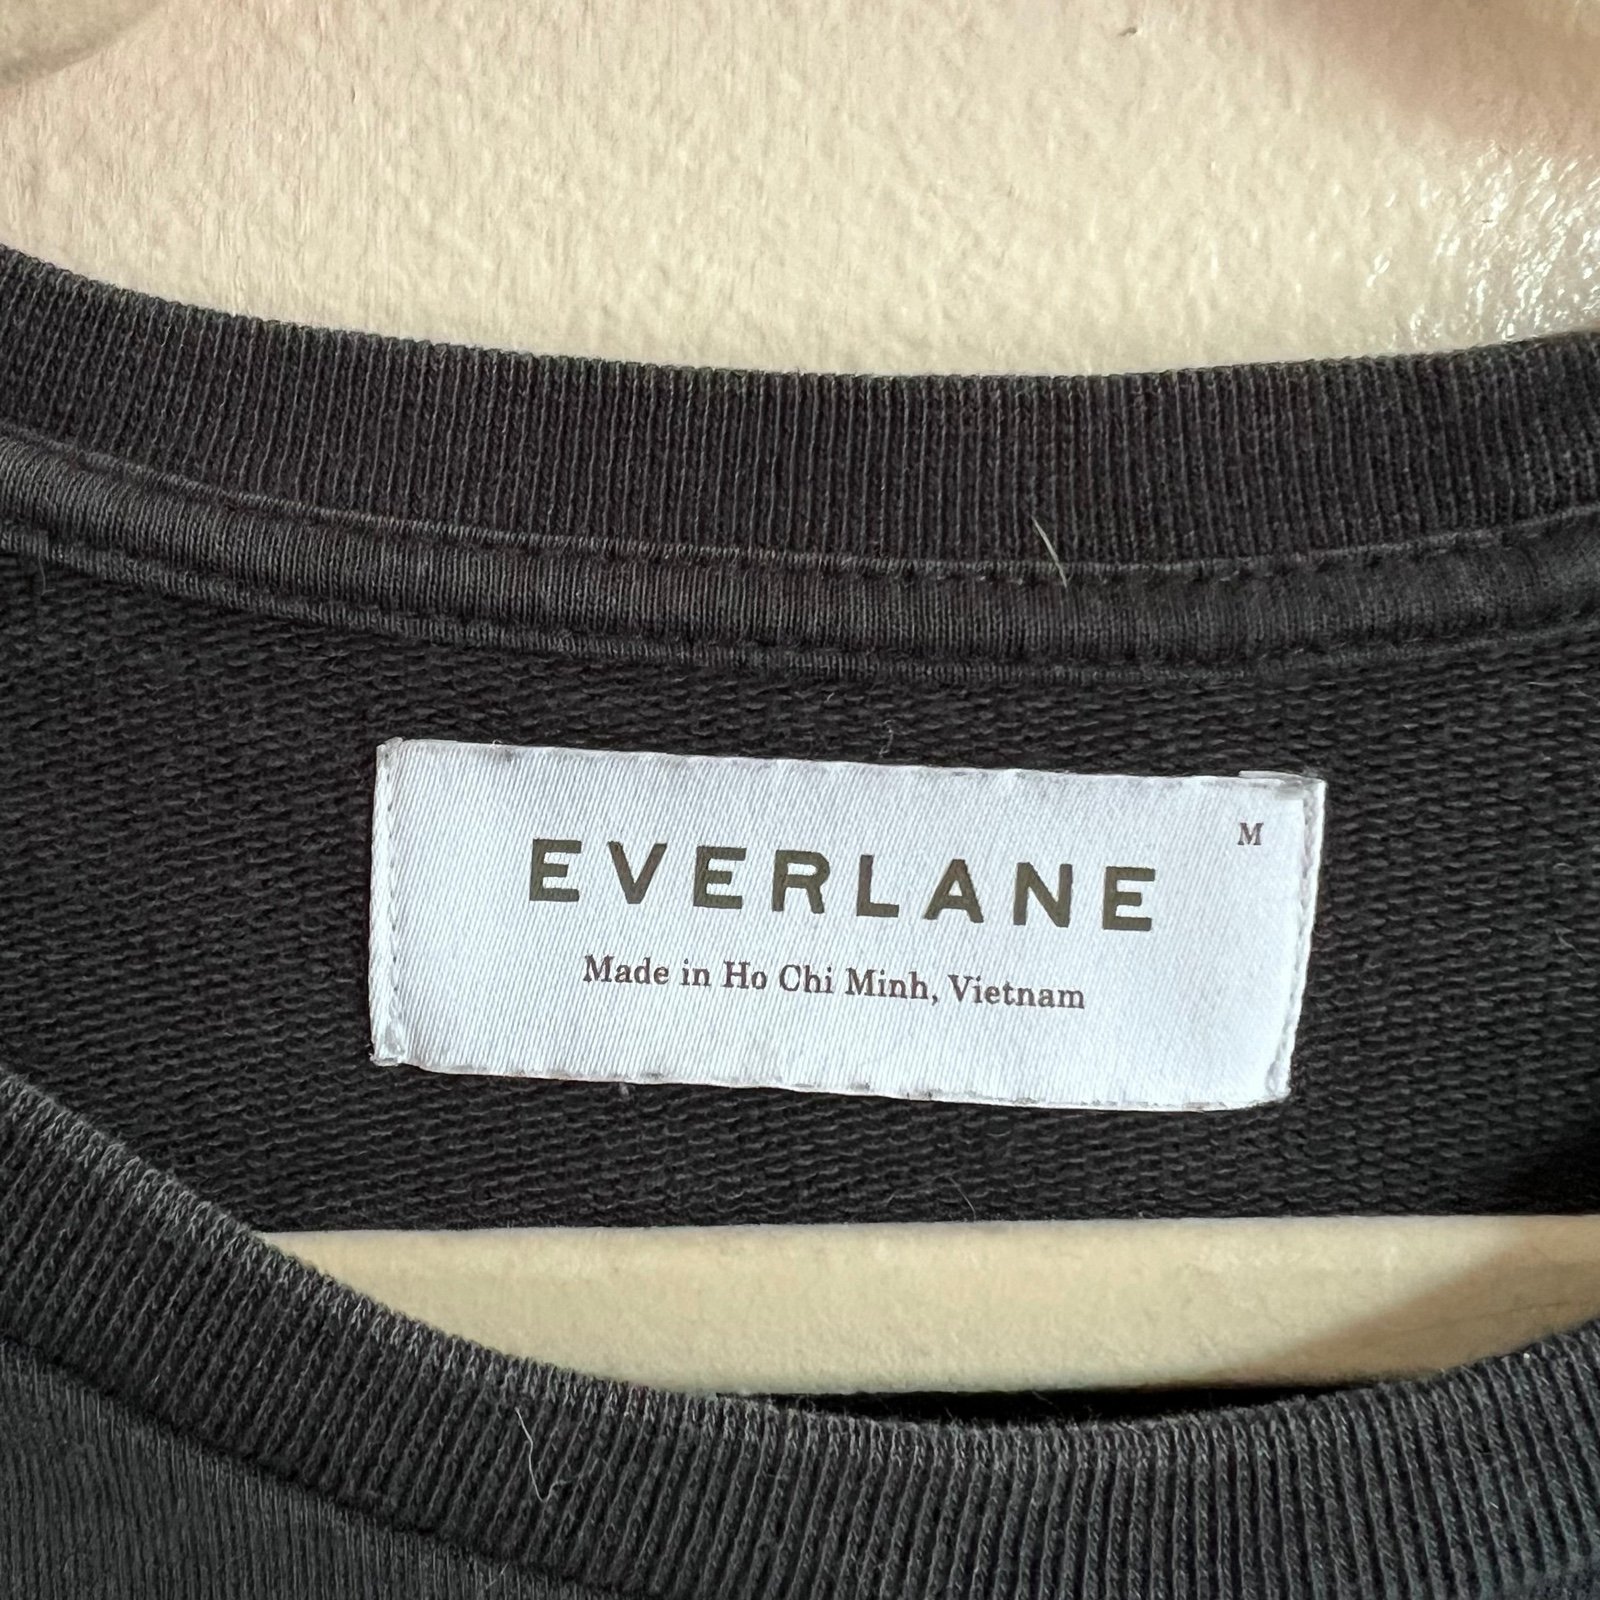 M
EVERLANE
Made in Ho Chi Minh, Vietnam